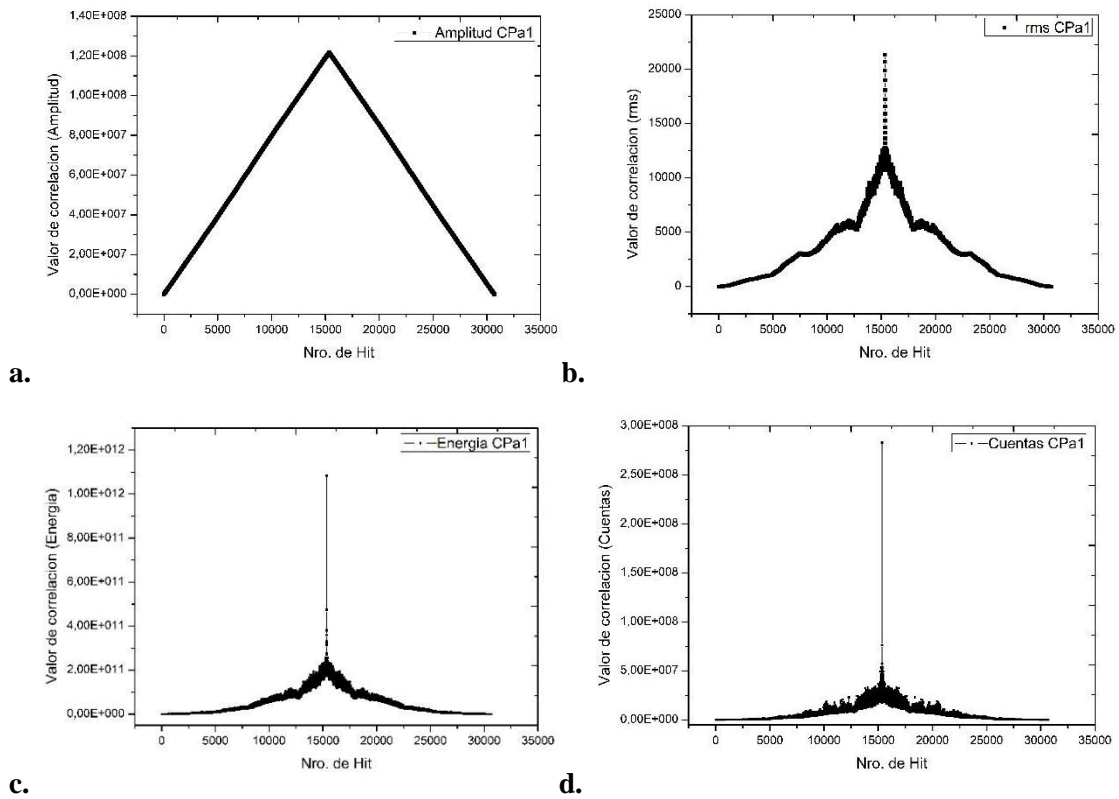 1,40E+008
1,20E+008
1,00E+008
8,00E+007
6,00E+007
4,00E+007
2,00E+007
0,00E+000
Valor de correlacion (Amplitud)
Amplitud CPa1
0 5000 10000 15000 20000 25000 30000 35000
Nro. de Hit
a.
25000
20000
15000
10000
5000
0
Valor de correlacion (rms)
rms CPa1
0 5000 10000 15000 20000 25000 30000 35000
Nro. de Hit
b.
1,20E+012
1,00E+012
8,00E+011
6,00E+011
4,00E+011
2,00E+011
0,00E+000
Valor de correlacion (Energia)
Energia CPa1
0 5000 10000 15000 20000 25000 30000 35000
Nro. de Hit
c.
3,00E+008
2,50E+008
2,00E+008
1,50E+008
1,00E+008
5,00E+007
0,00E+000
Valor de correlacion (Cuentas)
Cuentas CPa1
0 5000 10000 15000 20000 25000 30000 35000
Nro. de Hit
d.